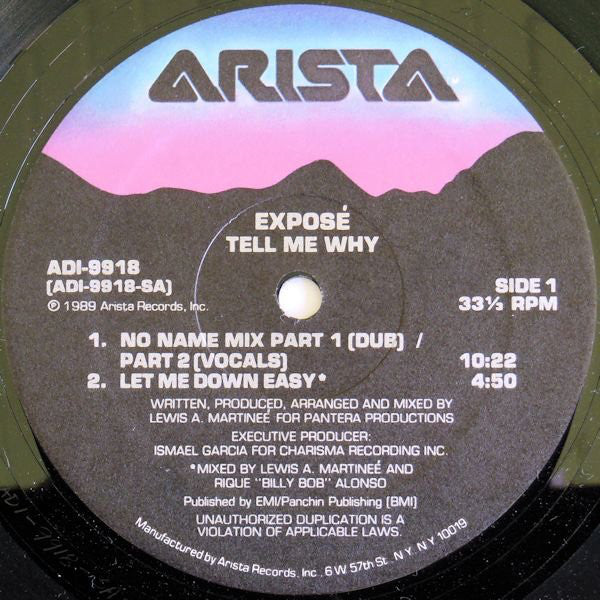 ARISTA
EXPOSÉ
TELL ME WHY
ADI-9918
(ADI-9918-SA)
℗ 1989 Arista Records, Inc.
SIDE 1
33⅓ RPM
1. NO NAME MIX PART 1 (DUB) /
PART 2 (VOCALS) 10:22
2. LET ME DOWN EASY* 4:50
WRITTEN, PRODUCED, ARRANGED AND MIXED BY
LEWIS A. MARTINEÉ FOR PANTERA PRODUCTIONS
EXECUTIVE PRODUCER:
ISMAEL GARCIA FOR CHARISMA RECORDING INC.
*MIXED BY LEWIS A. MARTINEÉ AND
RIQUE "BILLY BOB" ALONSO
Published by EMI/Panchin Publishing (BMI)
UNAUTHORIZED DUPLICATION IS A
VIOLATION OF APPLICABLE LAWS.
Manufactured by Arista Records, Inc., 6 W. 57th St., N.Y., N.Y. 10019